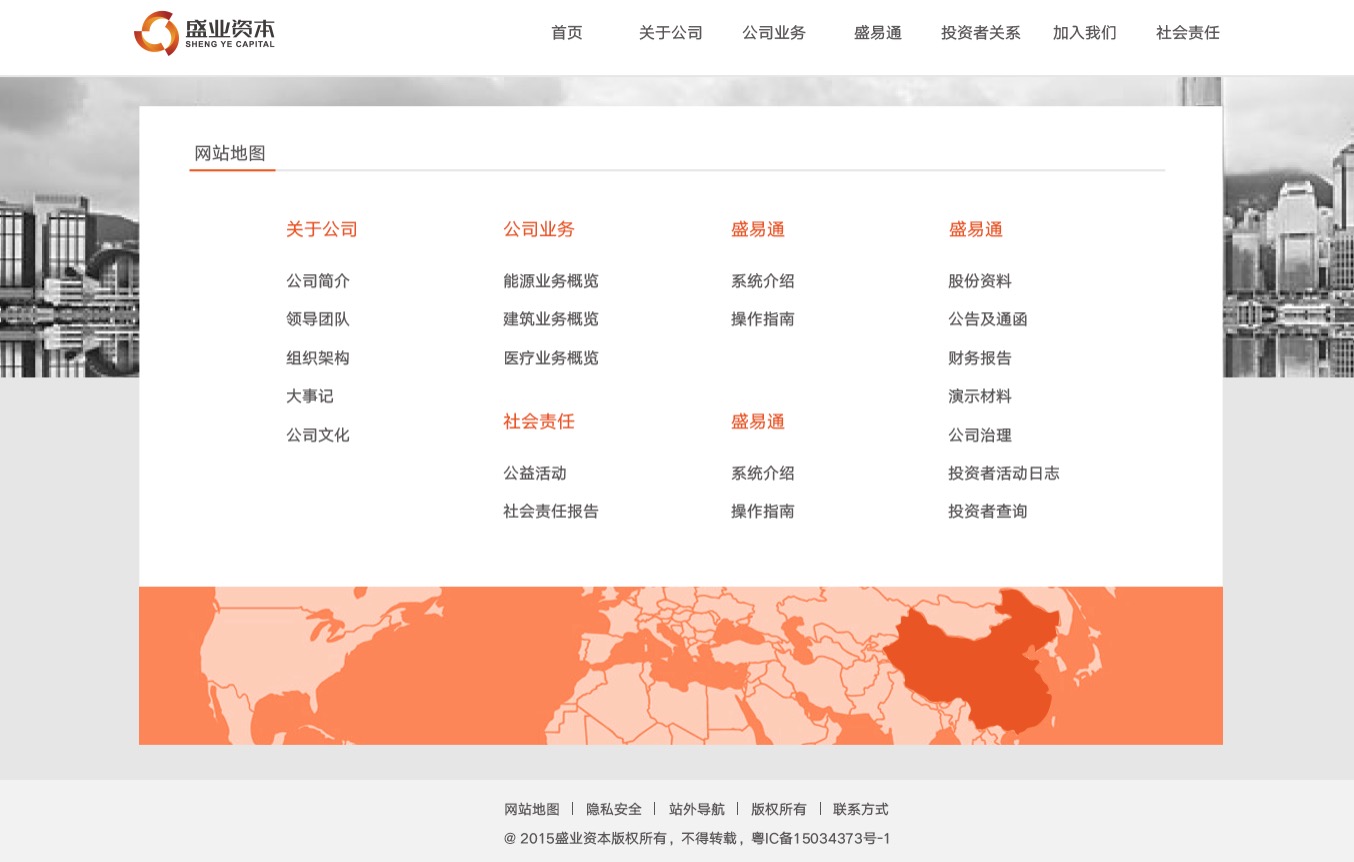 盛业资本
SHENG YE CAPITAL
首页 关于公司 公司业务 盛易通 投资者关系 加入我们 社会责任
网站地图
关于公司
公司简介
领导团队
组织架构
大事记
公司文化
公司业务
能源业务概览
建筑业务概览
医疗业务概览
社会责任
公益活动
社会责任报告
盛易通
系统介绍
操作指南
盛易通
系统介绍
操作指南
盛易通
股份资料
公告及通函
财务报告
演示材料
公司治理
投资者活动日志
投资者查询
网站地图 | 隐私安全 | 站外导航 | 版权所有 | 联系方式
@ 2015盛业资本版权所有，不得转载，粤IC备15034373号-1